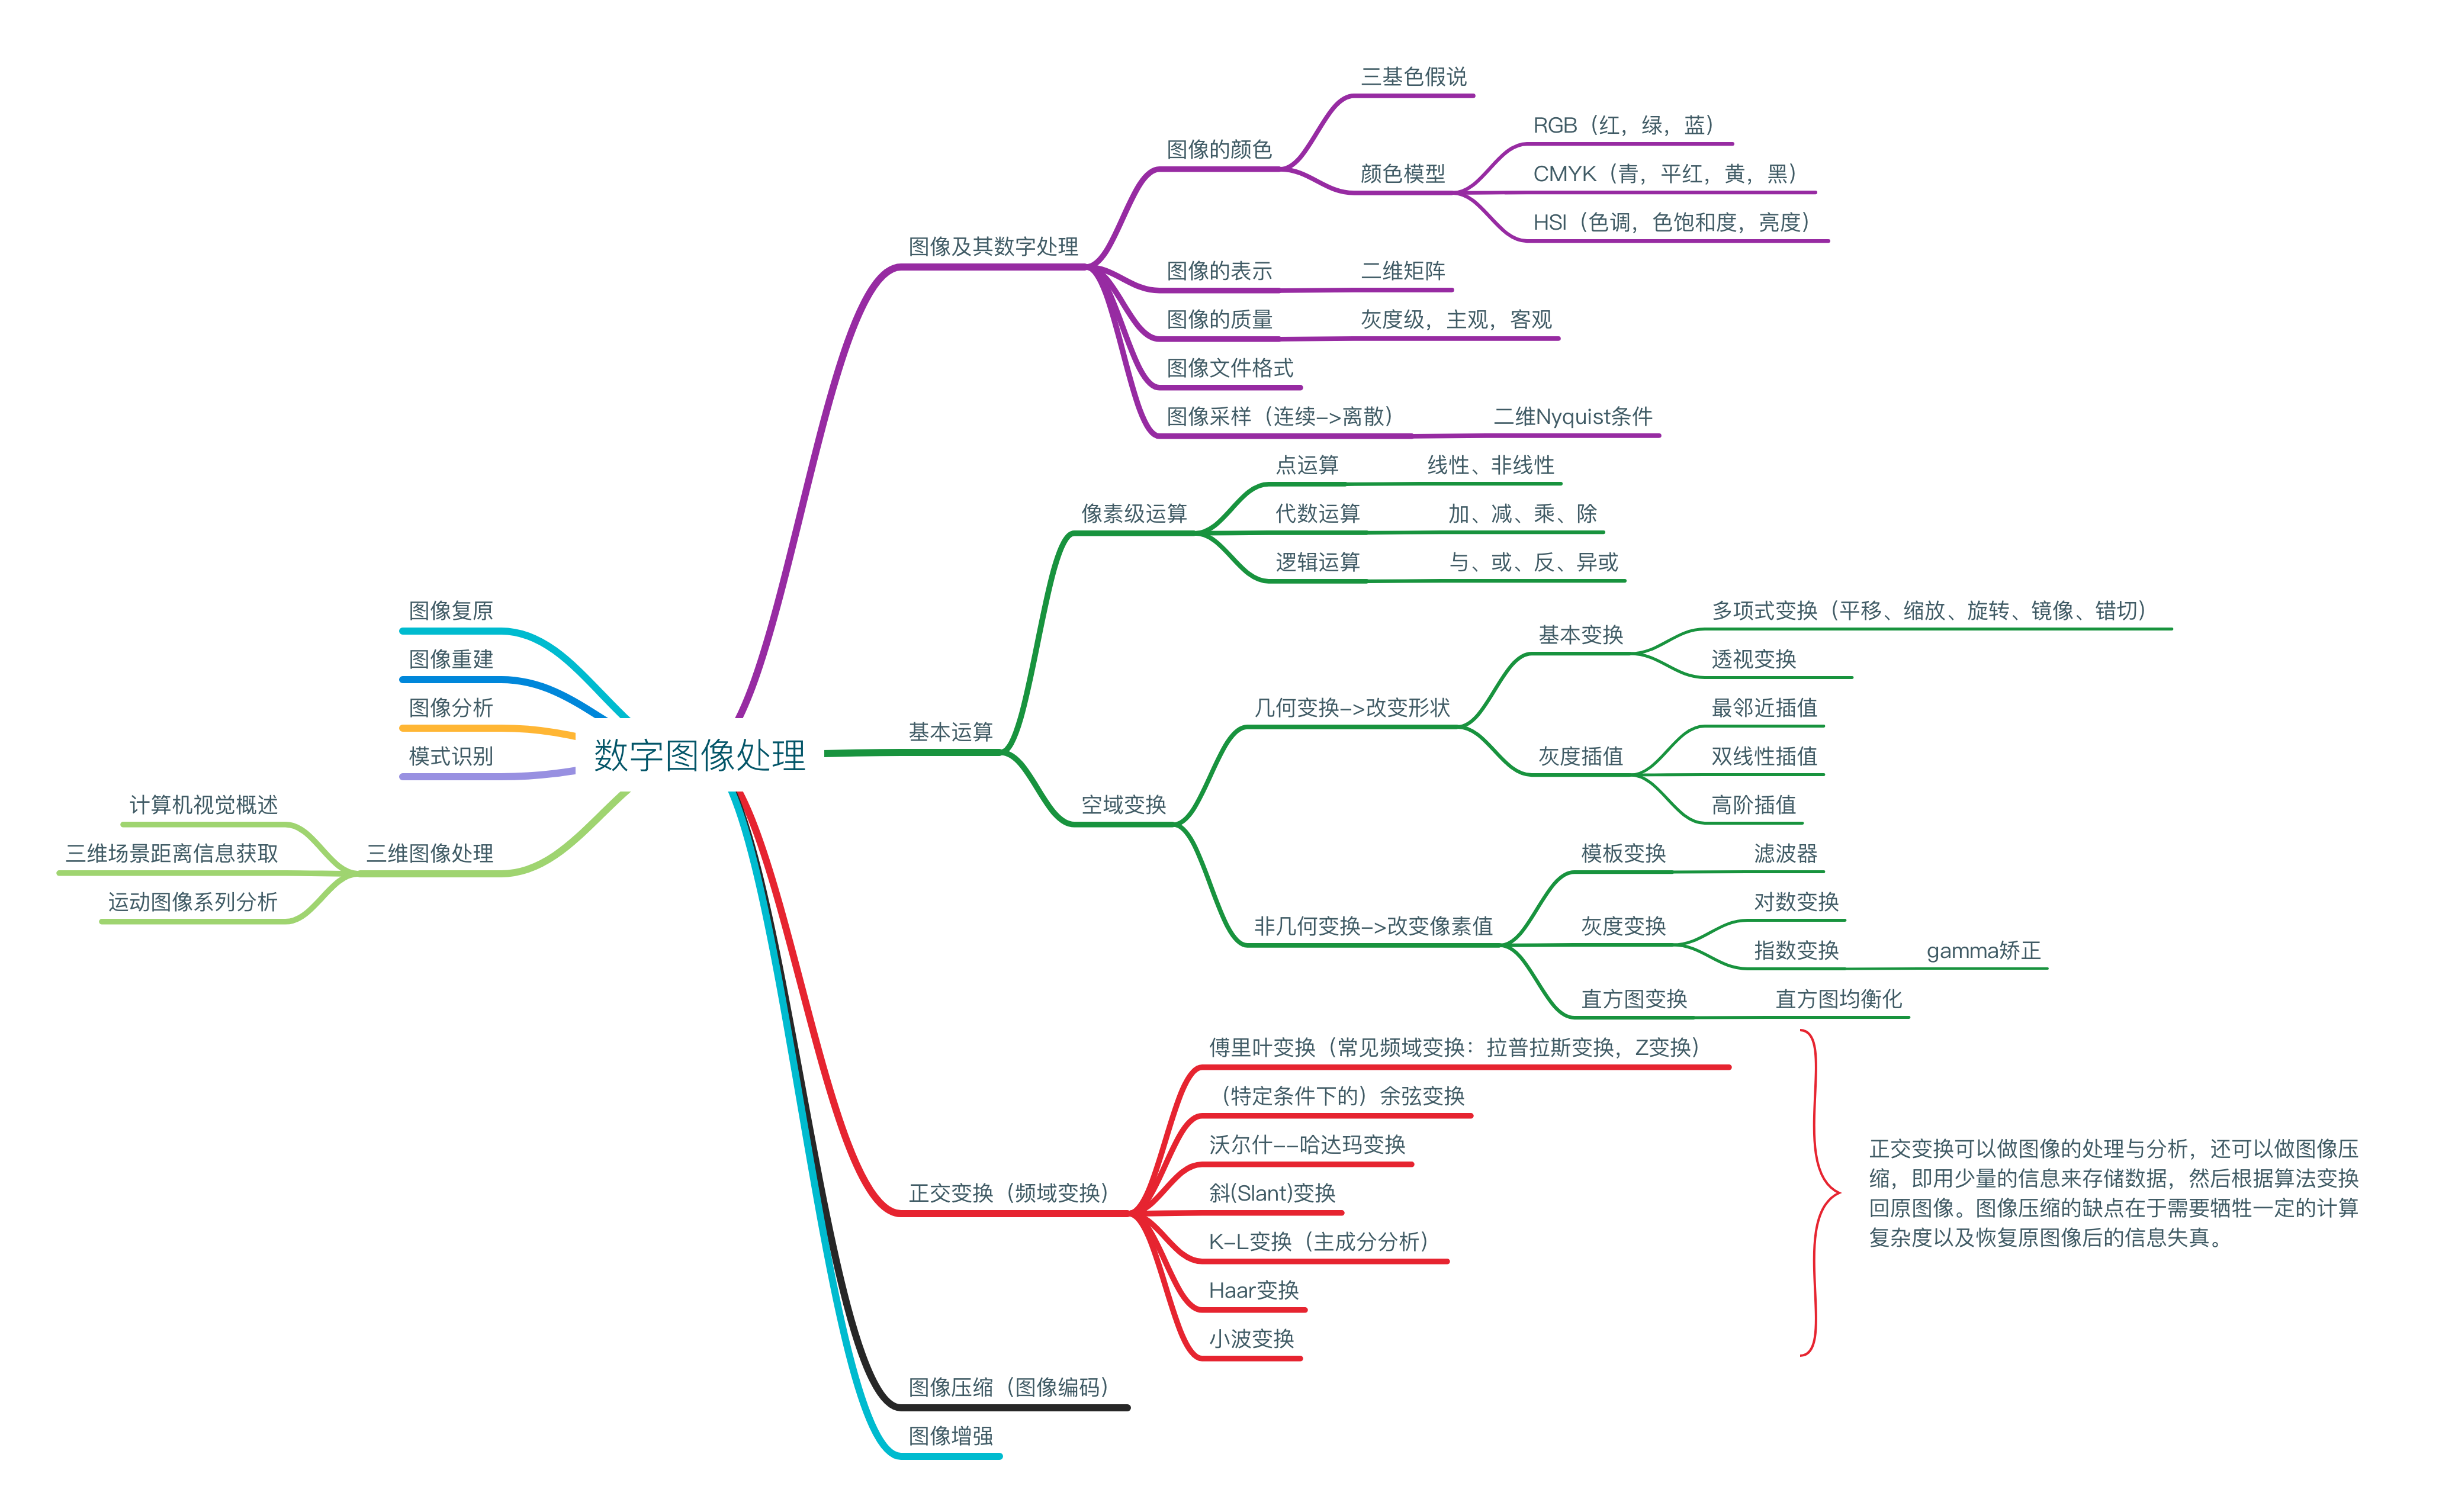 数字图像处理
图像及其数字处理
图像的颜色
三基色假说
颜色模型
RGB（红，绿，蓝）
CMYK（青，平红，黄，黑）
HSI（色调，色饱和度，亮度）
图像的表示
二维矩阵
图像的质量
灰度级，主观，客观
图像文件格式
图像采样（连续->离散）
二维Nyquist条件
基本运算
像素级运算
点运算
线性、非线性
代数运算
加、减、乘、除
逻辑运算
与、或、反、异或
空域变换
几何变换->改变形状
基本变换
多项式变换（平移、缩放、旋转、镜像、错切）
透视变换
灰度插值
最邻近插值
双线性插值
高阶插值
非几何变换->改变像素值
模板变换
滤波器
灰度变换
对数变换
指数变换
gamma矫正
直方图变换
直方图均衡化
正交变换（频域变换）
傅里叶变换（常见频域变换：拉普拉斯变换，Z变换）
（特定条件下的）余弦变换
沃尔什--哈达玛变换
斜(Slant)变换
K-L变换（主成分分析）
Haar变换
小波变换
正交变换可以做图像的处理与分析，还可以做图像压
缩，即用少量的信息来存储数据，然后根据算法变换
回原图像。图像压缩的缺点在于需要牺牲一定的计算
复杂度以及恢复原图像后的信息失真。
图像压缩（图像编码）
图像增强
图像复原
图像重建
图像分析
模式识别
三维图像处理
计算机视觉概述
三维场景距离信息获取
运动图像系列分析